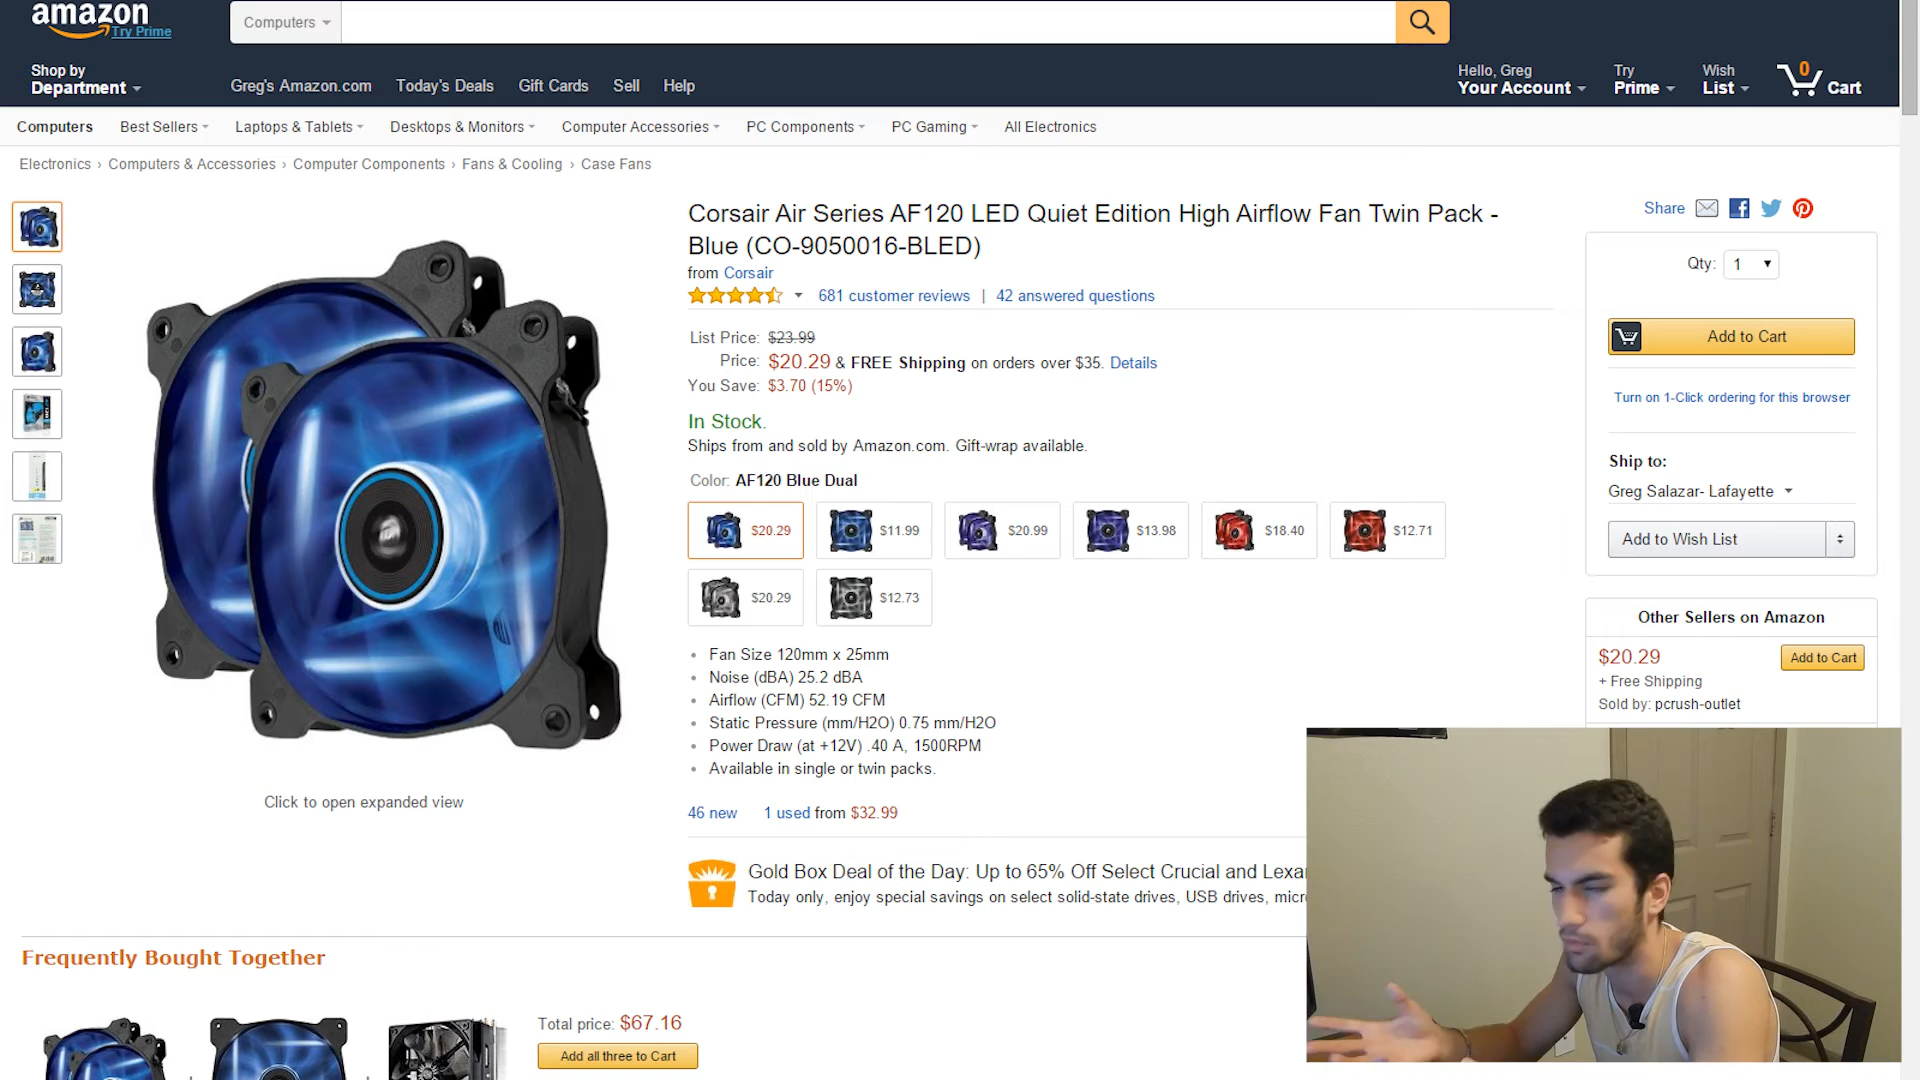 amazon
Try Prime
Computers
Shop by
Department
Greg's Amazon.com
Today's Deals
Gift Cards
Sell
Help
Hello, Greg
Your Account
Try
Prime
Wish
List
0
Cart
Computers
Best Sellers
Laptops & Tablets
Desktops & Monitors
Computer Accessories
PC Components
PC Gaming
All Electronics
Electronics › Computers & Accessories › Computer Components › Fans & Cooling › Case Fans
Corsair Air Series AF120 LED Quiet Edition High Airflow Fan Twin Pack -
Blue (CO-9050016-BLED)
from Corsair
681 customer reviews | 42 answered questions
List Price: $23.99
Price: $20.29 & FREE Shipping on orders over $35. Details
You Save: $3.70 (15%)
In Stock.
Ships from and sold by Amazon.com. Gift-wrap available.
Color: AF120 Blue Dual
$20.29
$11.99
$20.99
$13.98
$18.40
$12.71
$20.29
$12.73
Fan Size 120mm x 25mm
Noise (dBA) 25.2 dBA
Airflow (CFM) 52.19 CFM
Static Pressure (mm/H2O) 0.75 mm/H2O
Power Draw (at +12V) .40 A, 1500RPM
Available in single or twin packs.
46 new
1 used from $32.99
Click to open expanded view
Gold Box Deal of the Day: Up to 65% Off Select Crucial and Lexa
Today only, enjoy special savings on select solid-state drives, USB drives, micr
Share
Qty: 1
Add to Cart
Turn on 1-Click ordering for this browser
Ship to:
Greg Salazar- Lafayette
Add to Wish List
Other Sellers on Amazon
$20.29
Add to Cart
+ Free Shipping
Sold by: pcrush-outlet
Frequently Bought Together
Total price: $67.16
Add all three to Cart